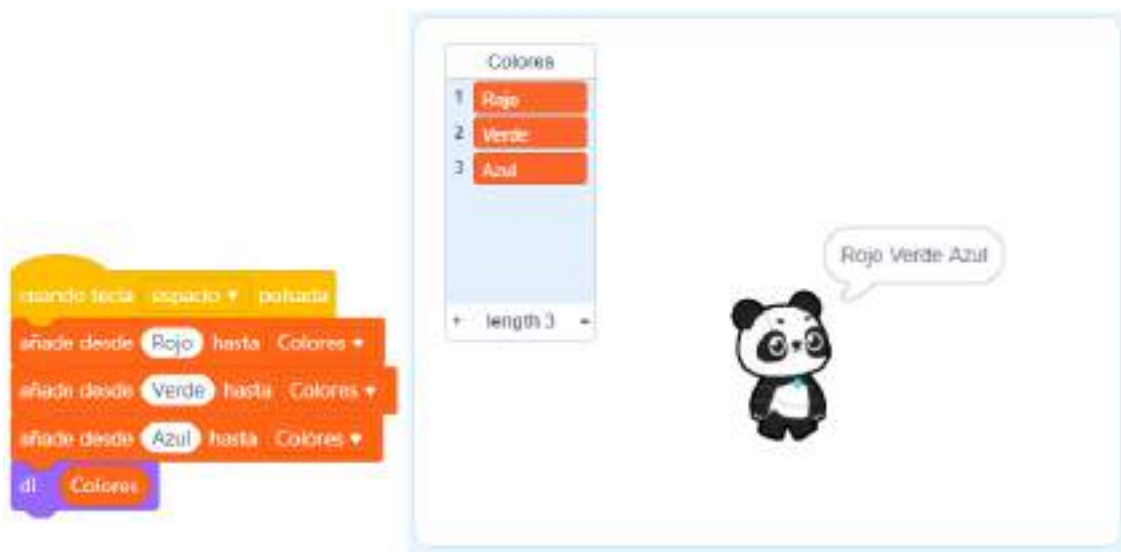 cuando tecla espacio pulsada
añade desde Rojo hasta Colores
añade desde Verde hasta Colores
añade desde Azul hasta Colores
di Colores
Colores
1 Rojo
2 Verde
3 Azul
+ length 3 =
Rojo Verde Azul